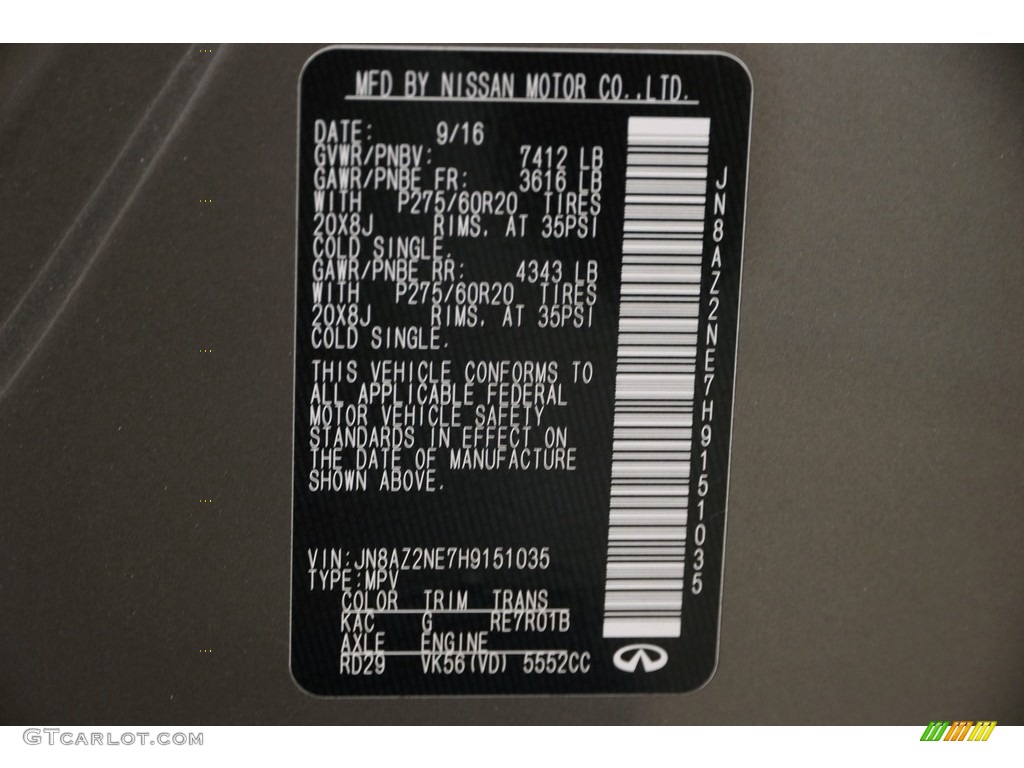 MFD BY NISSAN MOTOR CO.,LTD.
DATE: 9/16
GVWR/PNBV: 7412 LB
GAWR/PNBE FR: 3616 LB
WITH P275/60R20 TIRES
20X8J RIMS, AT 35PSI
COLD SINGLE.
GAWR/PNBE RR: 4343 LB
WITH P275/60R20 TIRES
20X8J RIMS, AT 35PSI
COLD SINGLE.
THIS VEHICLE CONFORMS TO
ALL APPLICABLE FEDERAL
MOTOR VEHICLE SAFETY
STANDARDS IN EFFECT ON
THE DATE OF MANUFACTURE
SHOWN ABOVE.
VIN:JN8AZ2NE7H9151035
TYPE:MPV
COLOR TRIM TRANS
KAC G RE7R01B
AXLE ENGINE
RD29 VK56(VD) 5552CC
JN8AZ2NE7H9151035
GTCARLOT.COM